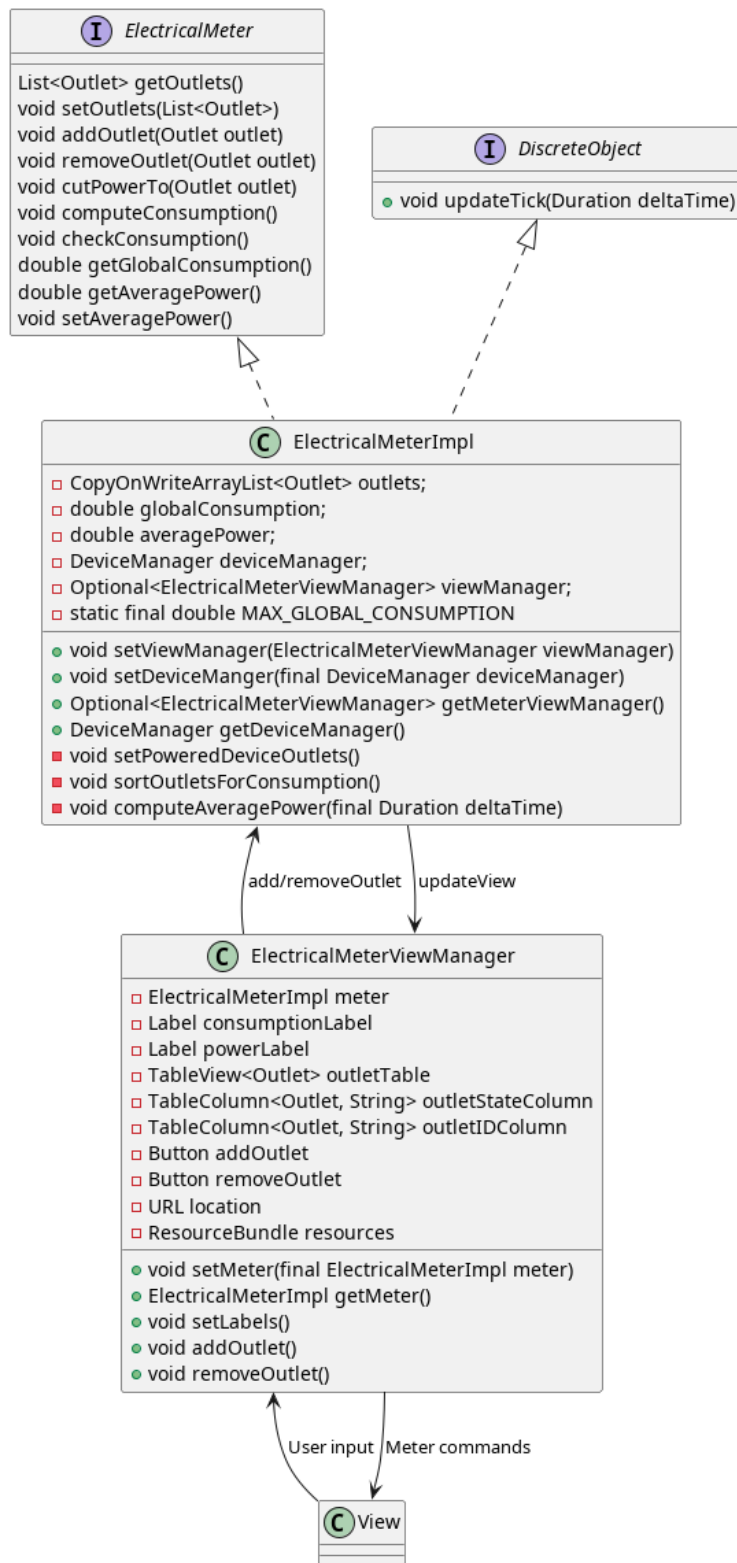 I ElectricalMeter
List<Outlet> getOutlets()
void setOutlets(List<Outlet>)
void addOutlet(Outlet outlet)
void removeOutlet(Outlet outlet)
void cutPowerTo(Outlet outlet)
void computeConsumption()
void checkConsumption()
double getGlobalConsumption()
double getAveragePower()
void setAveragePower()
I DiscreteObject
void updateTick(Duration deltaTime)
C ElectricalMeterImpl
CopyOnWriteArrayList<Outlet> outlets;
double globalConsumption;
double averagePower;
DeviceManager deviceManager;
Optional<ElectricalMeterViewManager> viewManager;
static final double MAX_GLOBAL_CONSUMPTION
void setViewManager(ElectricalMeterViewManager viewManager)
void setDeviceManger(final DeviceManager deviceManager)
Optional<ElectricalMeterViewManager> getMeterViewManager()
DeviceManager getDeviceManager()
void setPoweredDeviceOutlets()
void sortOutletsForConsumption()
void computeAveragePower(final Duration deltaTime)
add/removeOutlet
updateView
C ElectricalMeterViewManager
ElectricalMeterImpl meter
Label consumptionLabel
Label powerLabel
TableView<Outlet> outletTable
TableColumn<Outlet, String> outletStateColumn
TableColumn<Outlet, String> outletIDColumn
Button addOutlet
Button removeOutlet
URL location
ResourceBundle resources
void setMeter(final ElectricalMeterImpl meter)
ElectricalMeterImpl getMeter()
void setLabels()
void addOutlet()
void removeOutlet()
User input
Meter commands
C View